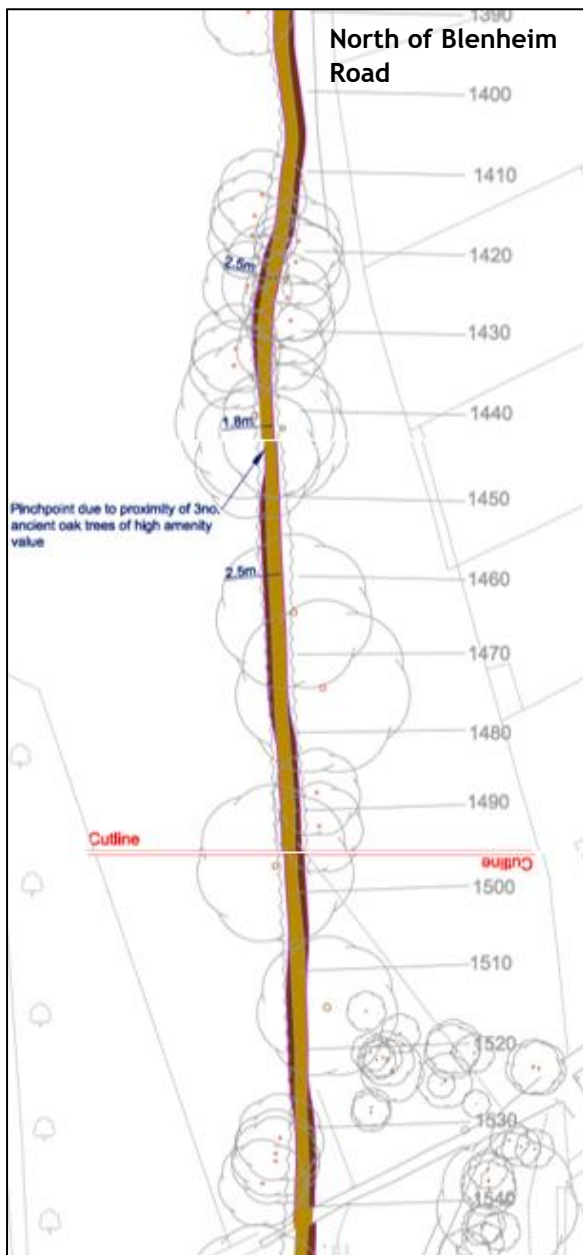 North of Blenheim
Road
1390
1400
1410
1420
2.5m
1430
1440
1.8m
1450
Pinchpoint due to proximity of 3no.
ancient oak trees of high amenity
value
2.5m
1460
1470
1480
1490
Cutline
Cutline
1500
1510
1520
1530
1540